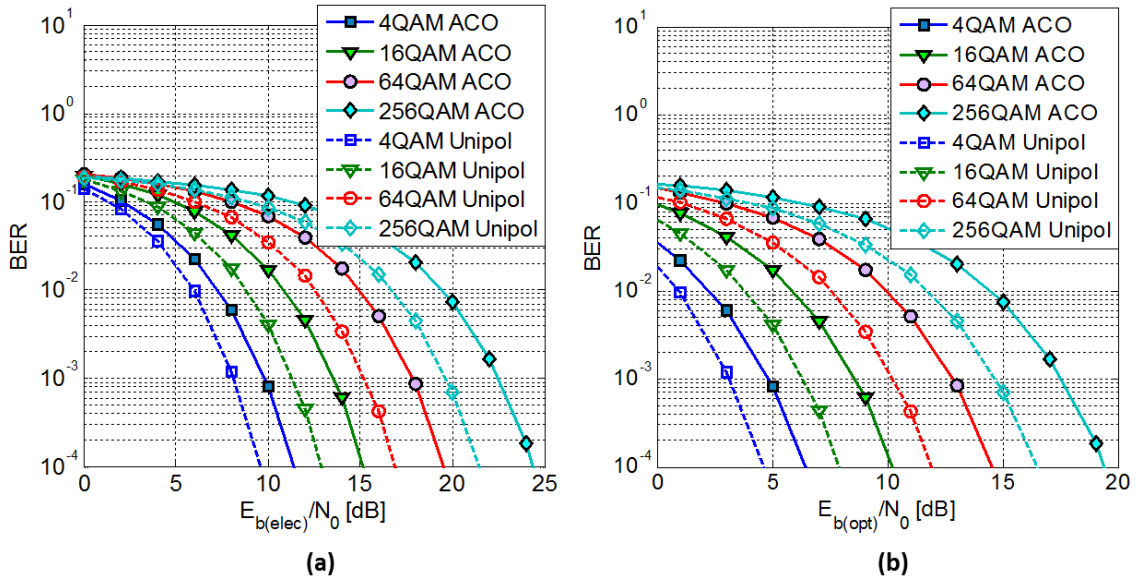 10^1
10^0
10^-1
10^-2
10^-3
10^-4
BER
0 5 10 15 20 25
E_b(elec)/N_0 [dB]
4QAM ACO
16QAM ACO
64QAM ACO
256QAM ACO
4QAM Unipol
16QAM Unipol
64QAM Unipol
256QAM Unipol
(a)
10^1
10^0
10^-1
10^-2
10^-3
10^-4
BER
0 5 10 15 20
E_b(opt)/N_0 [dB]
4QAM ACO
16QAM ACO
64QAM ACO
256QAM ACO
4QAM Unipol
16QAM Unipol
64QAM Unipol
256QAM Unipol
(b)